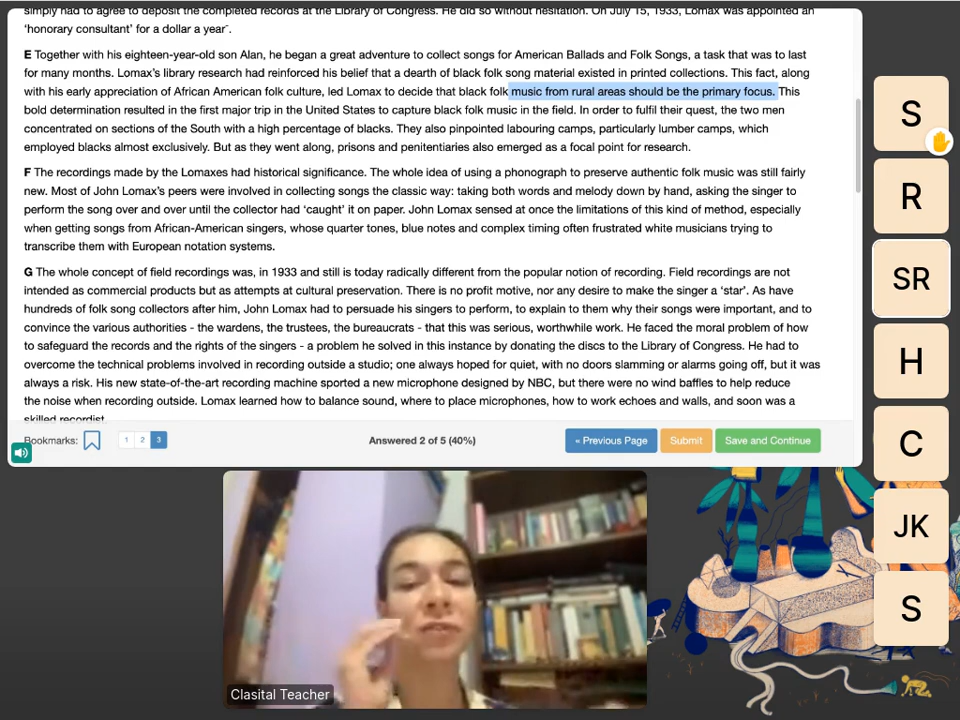 simply had to agree to deposit the completed records at the Library of Congress. He did so without hesitation. On July 15, 1933, Lomax was appointed an
'honorary consultant' for a dollar a year¨.
E Together with his eighteen-year-old son Alan, he began a great adventure to collect songs for American Ballads and Folk Songs, a task that was to last
for many months. Lomax's library research had reinforced his belief that a dearth of black folk song material existed in printed collections. This fact, along
with his early appreciation of African American folk culture, led Lomax to decide that black folk music from rural areas should be the primary focus. This
bold determination resulted in the first major trip in the United States to capture black folk music in the field. In order to fulfil their quest, the two men
concentrated on sections of the South with a high percentage of blacks. They also pinpointed labouring camps, particularly lumber camps, which
employed blacks almost exclusively. But as they went along, prisons and penitentiaries also emerged as a focal point for research.
F The recordings made by the Lomaxes had historical significance. The whole idea of using a phonograph to preserve authentic folk music was still fairly
new. Most of John Lomax's peers were involved in collecting songs the classic way: taking both words and melody down by hand, asking the singer to
perform the song over and over until the collector had 'caught' it on paper. John Lomax sensed at once the limitations of this kind of method, especially
when getting songs from African-American singers, whose quarter tones, blue notes and complex timing often frustrated white musicians trying to
transcribe them with European notation systems.
G The whole concept of field recordings was, in 1933 and still is today radically different from the popular notion of recording. Field recordings are not
intended as commercial products but as attempts at cultural preservation. There is no profit motive, nor any desire to make the singer a 'star'. As have
hundreds of folk song collectors after him, John Lomax had to persuade his singers to perform, to explain to them why their songs were important, and to
convince the various authorities - the wardens, the trustees, the bureaucrats - that this was serious, worthwhile work. He faced the moral problem of how
to safeguard the records and the rights of the singers - a problem he solved in this instance by donating the discs to the Library of Congress. He had to
overcome the technical problems involved in recording outside a studio; one always hoped for quiet, with no doors slamming or alarms going off, but it was
always a risk. His new state-of-the-art recording machine sported a new microphone designed by NBC, but there were no wind baffles to help reduce
the noise when recording outside. Lomax learned how to balance sound, where to place microphones, how to work echoes and walls, and soon was a
skilled recordist.
Bookmarks: 1 2 3 Answered 2 of 5 (40%) « Previous Page Submit Save and Continue
Clasital Teacher
S
R
SR
H
C
JK
S